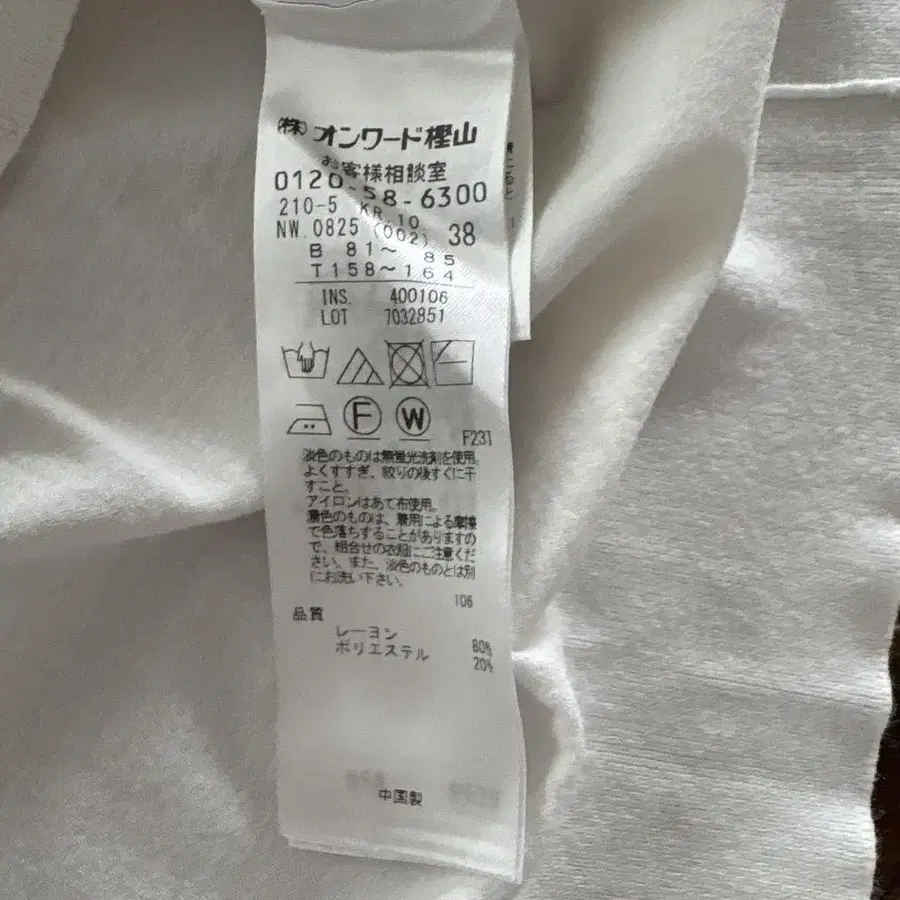 (株)オンワード樫山
お客様相談室
0120-58-6300
210-5 KR.10
NW.0825 (002) 38
B 81～ 85
T158～164
INS. 400106
LOT 7032851
F W
F231
淡色のものは無蛍光洗剤を使用。
よくすすぎ、絞りの後すぐに干
すこと。
アイロンはあて布使用。
濃色のものは、着用による摩擦
で色落ちすることがありますの
で、組合せの衣服にご注意くだ
さい。また、淡色のものとは別
にお洗い下さい。
106
品質
レーヨン 80%
ポリエステル 20%
中国製